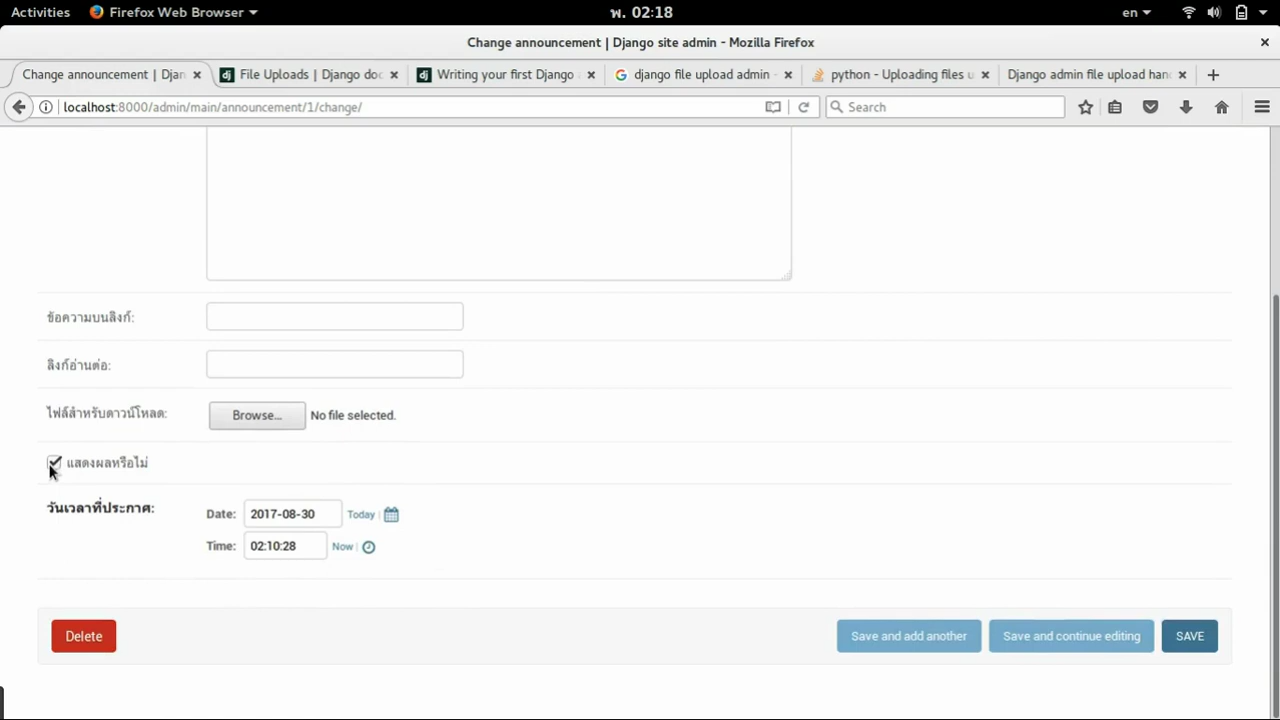 Activities Firefox Web Browser พ. 02:18 en
Change announcement | Django site admin - Mozilla Firefox
Change announcement | Djan File Uploads | Django doc Writing your first Django django file upload admin - python - Uploading files u Django admin file upload han
localhost:8000/admin/main/announcement/1/change/ Search
ข้อความบนลิงก์:
ลิงก์อ่านต่อ:
ไฟล์สำหรับดาวน์โหลด: Browse... No file selected.
แสดงผลหรือไม่
วันเวลาที่ประกาศ: Date: 2017-08-30 Today |
Time: 02:10:28 Now |
Delete Save and add another Save and continue editing SAVE